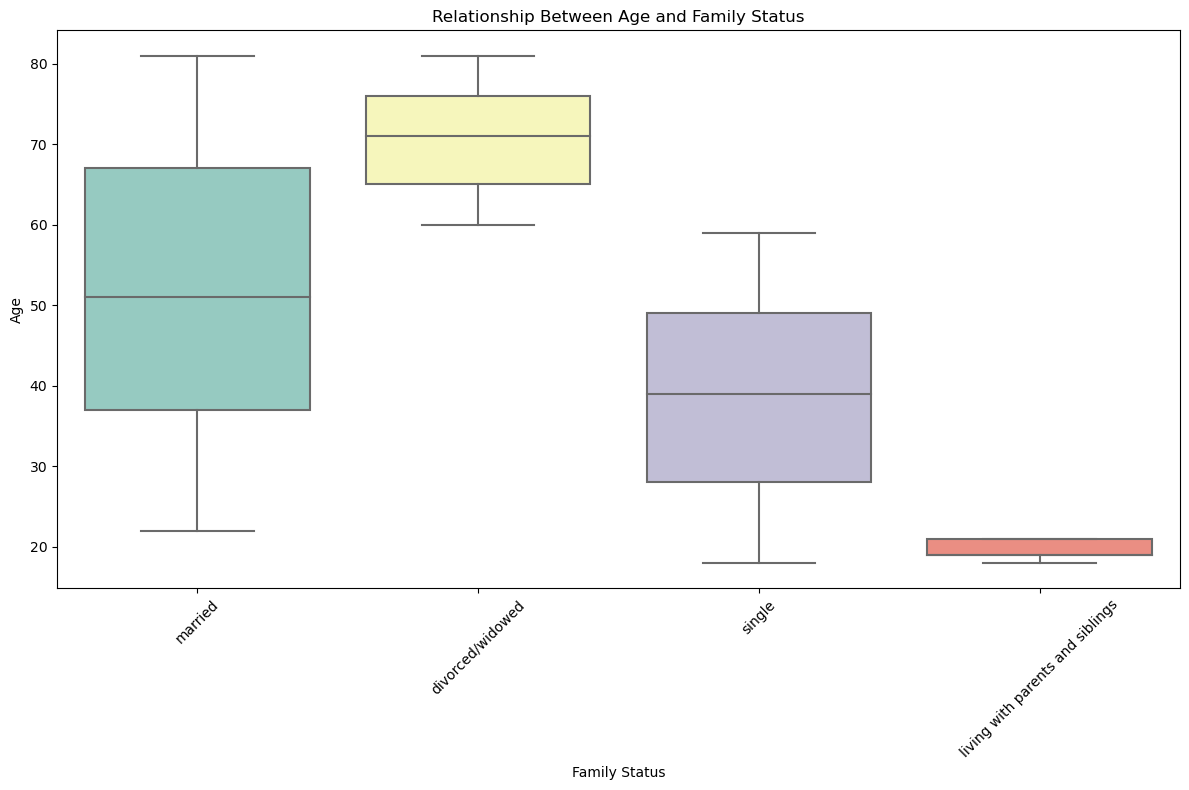 Relationship Between Age and Family Status
Age
80
70
60
50
40
30
20
married
divorced/widowed
single
living with parents and siblings
Family Status